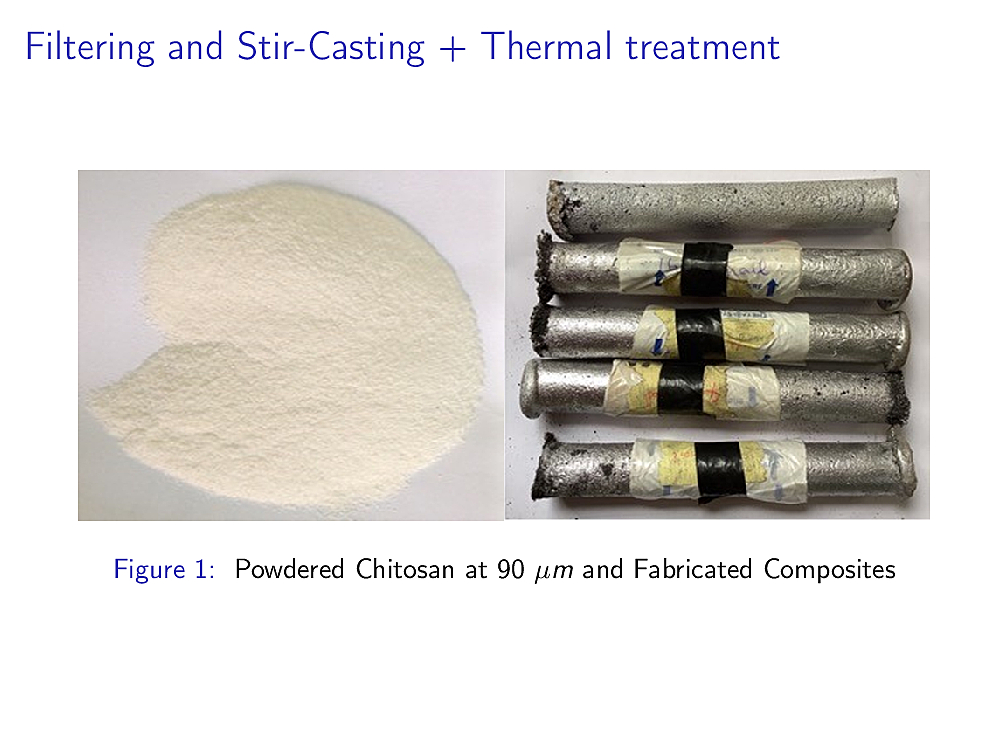 Filtering and Stir-Casting + Thermal treatment
Figure 1: Powdered Chitosan at 90 μm and Fabricated Composites